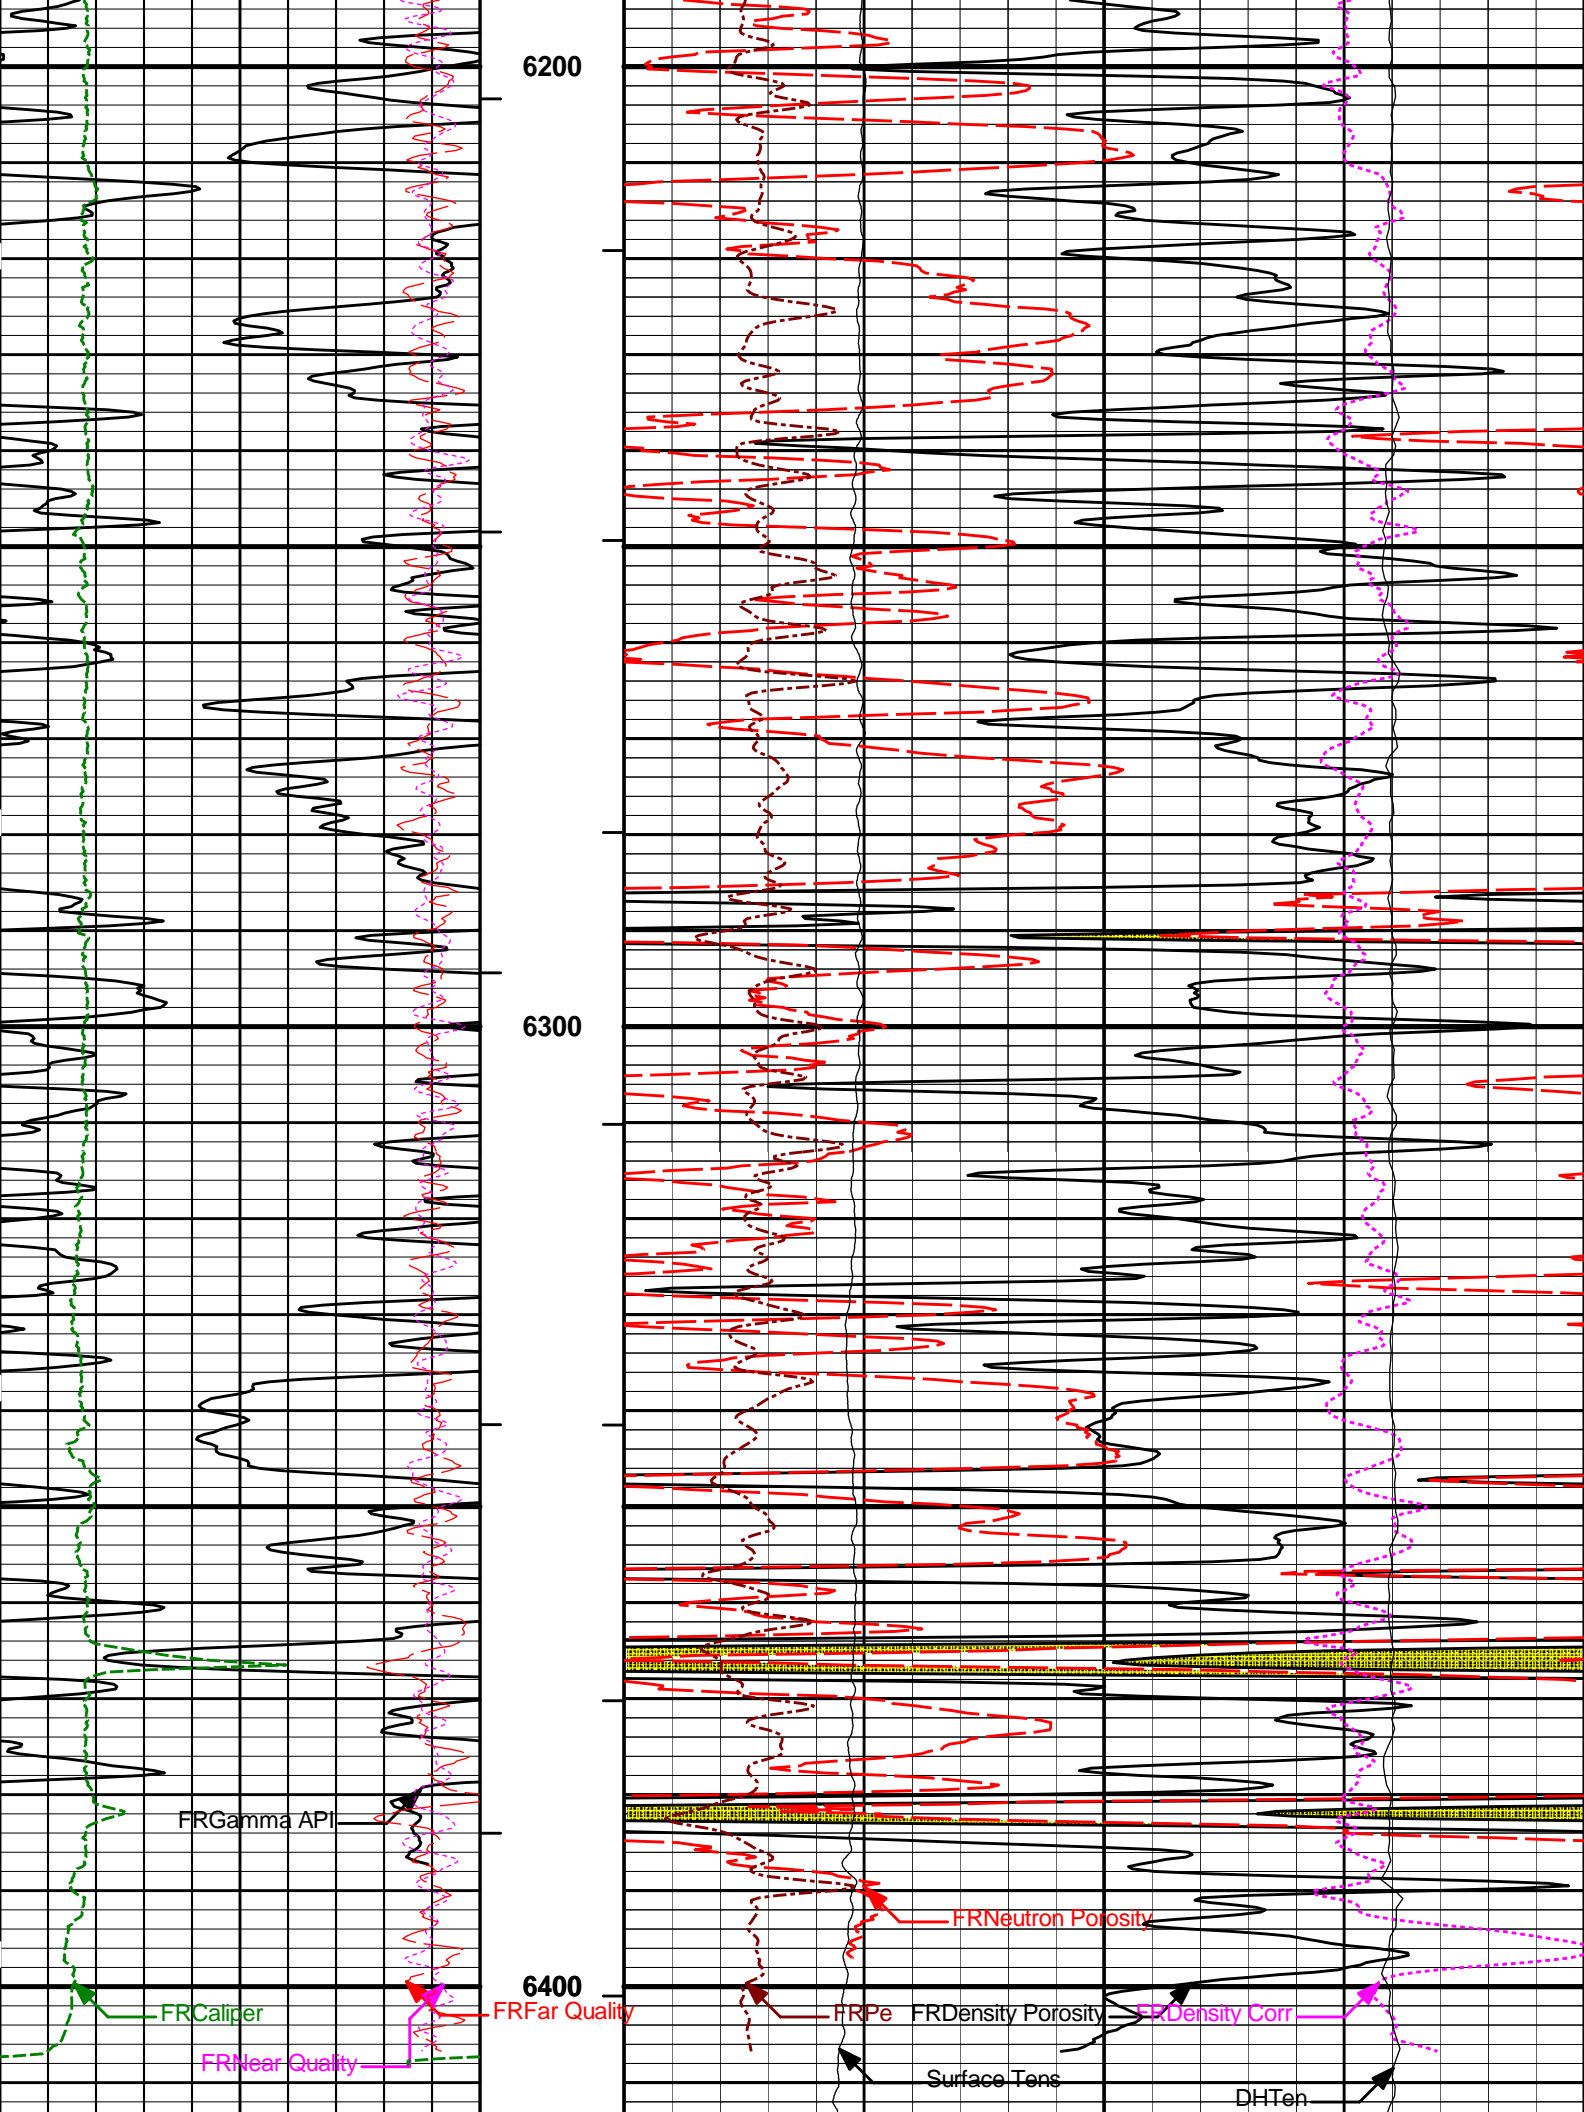 6200
6300
FRGamma API
FRNeutron Porosity
6400
FRCaliper
FRFar Quality
FRPe
FRDensity Porosity
FRDensity Corr
FRNear Quality
Surface Tens
DHTen